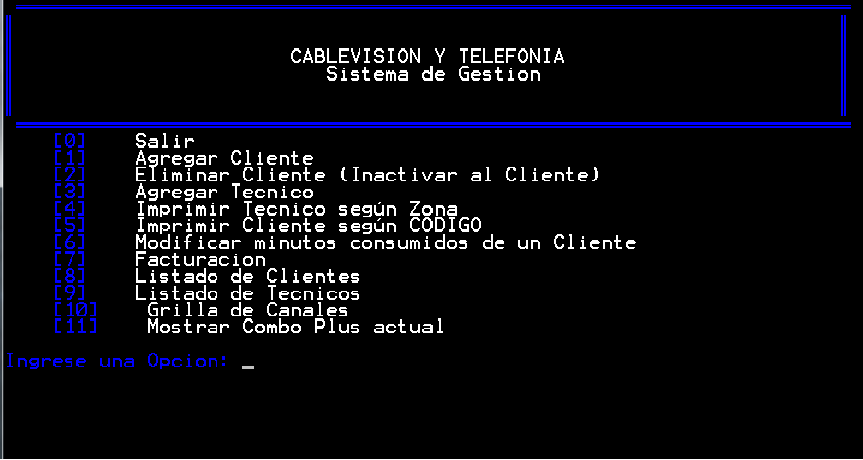 CABLEVISION Y TELEFONIA
Sistema de Gestion
[0] Salir
[1] Agregar Cliente
[2] Eliminar Cliente (Inactivar al Cliente)
[3] Agregar Tecnico
[4] Imprimir Tecnico según Zona
[5] Imprimir Cliente según CODIGO
[6] Modificar minutos consumidos de un Cliente
[7] Facturacion
[8] Listado de Clientes
[9] Listado de Tecnicos
[10] Grilla de Canales
[11] Mostrar Combo Plus actual
Ingrese una Opcion: _